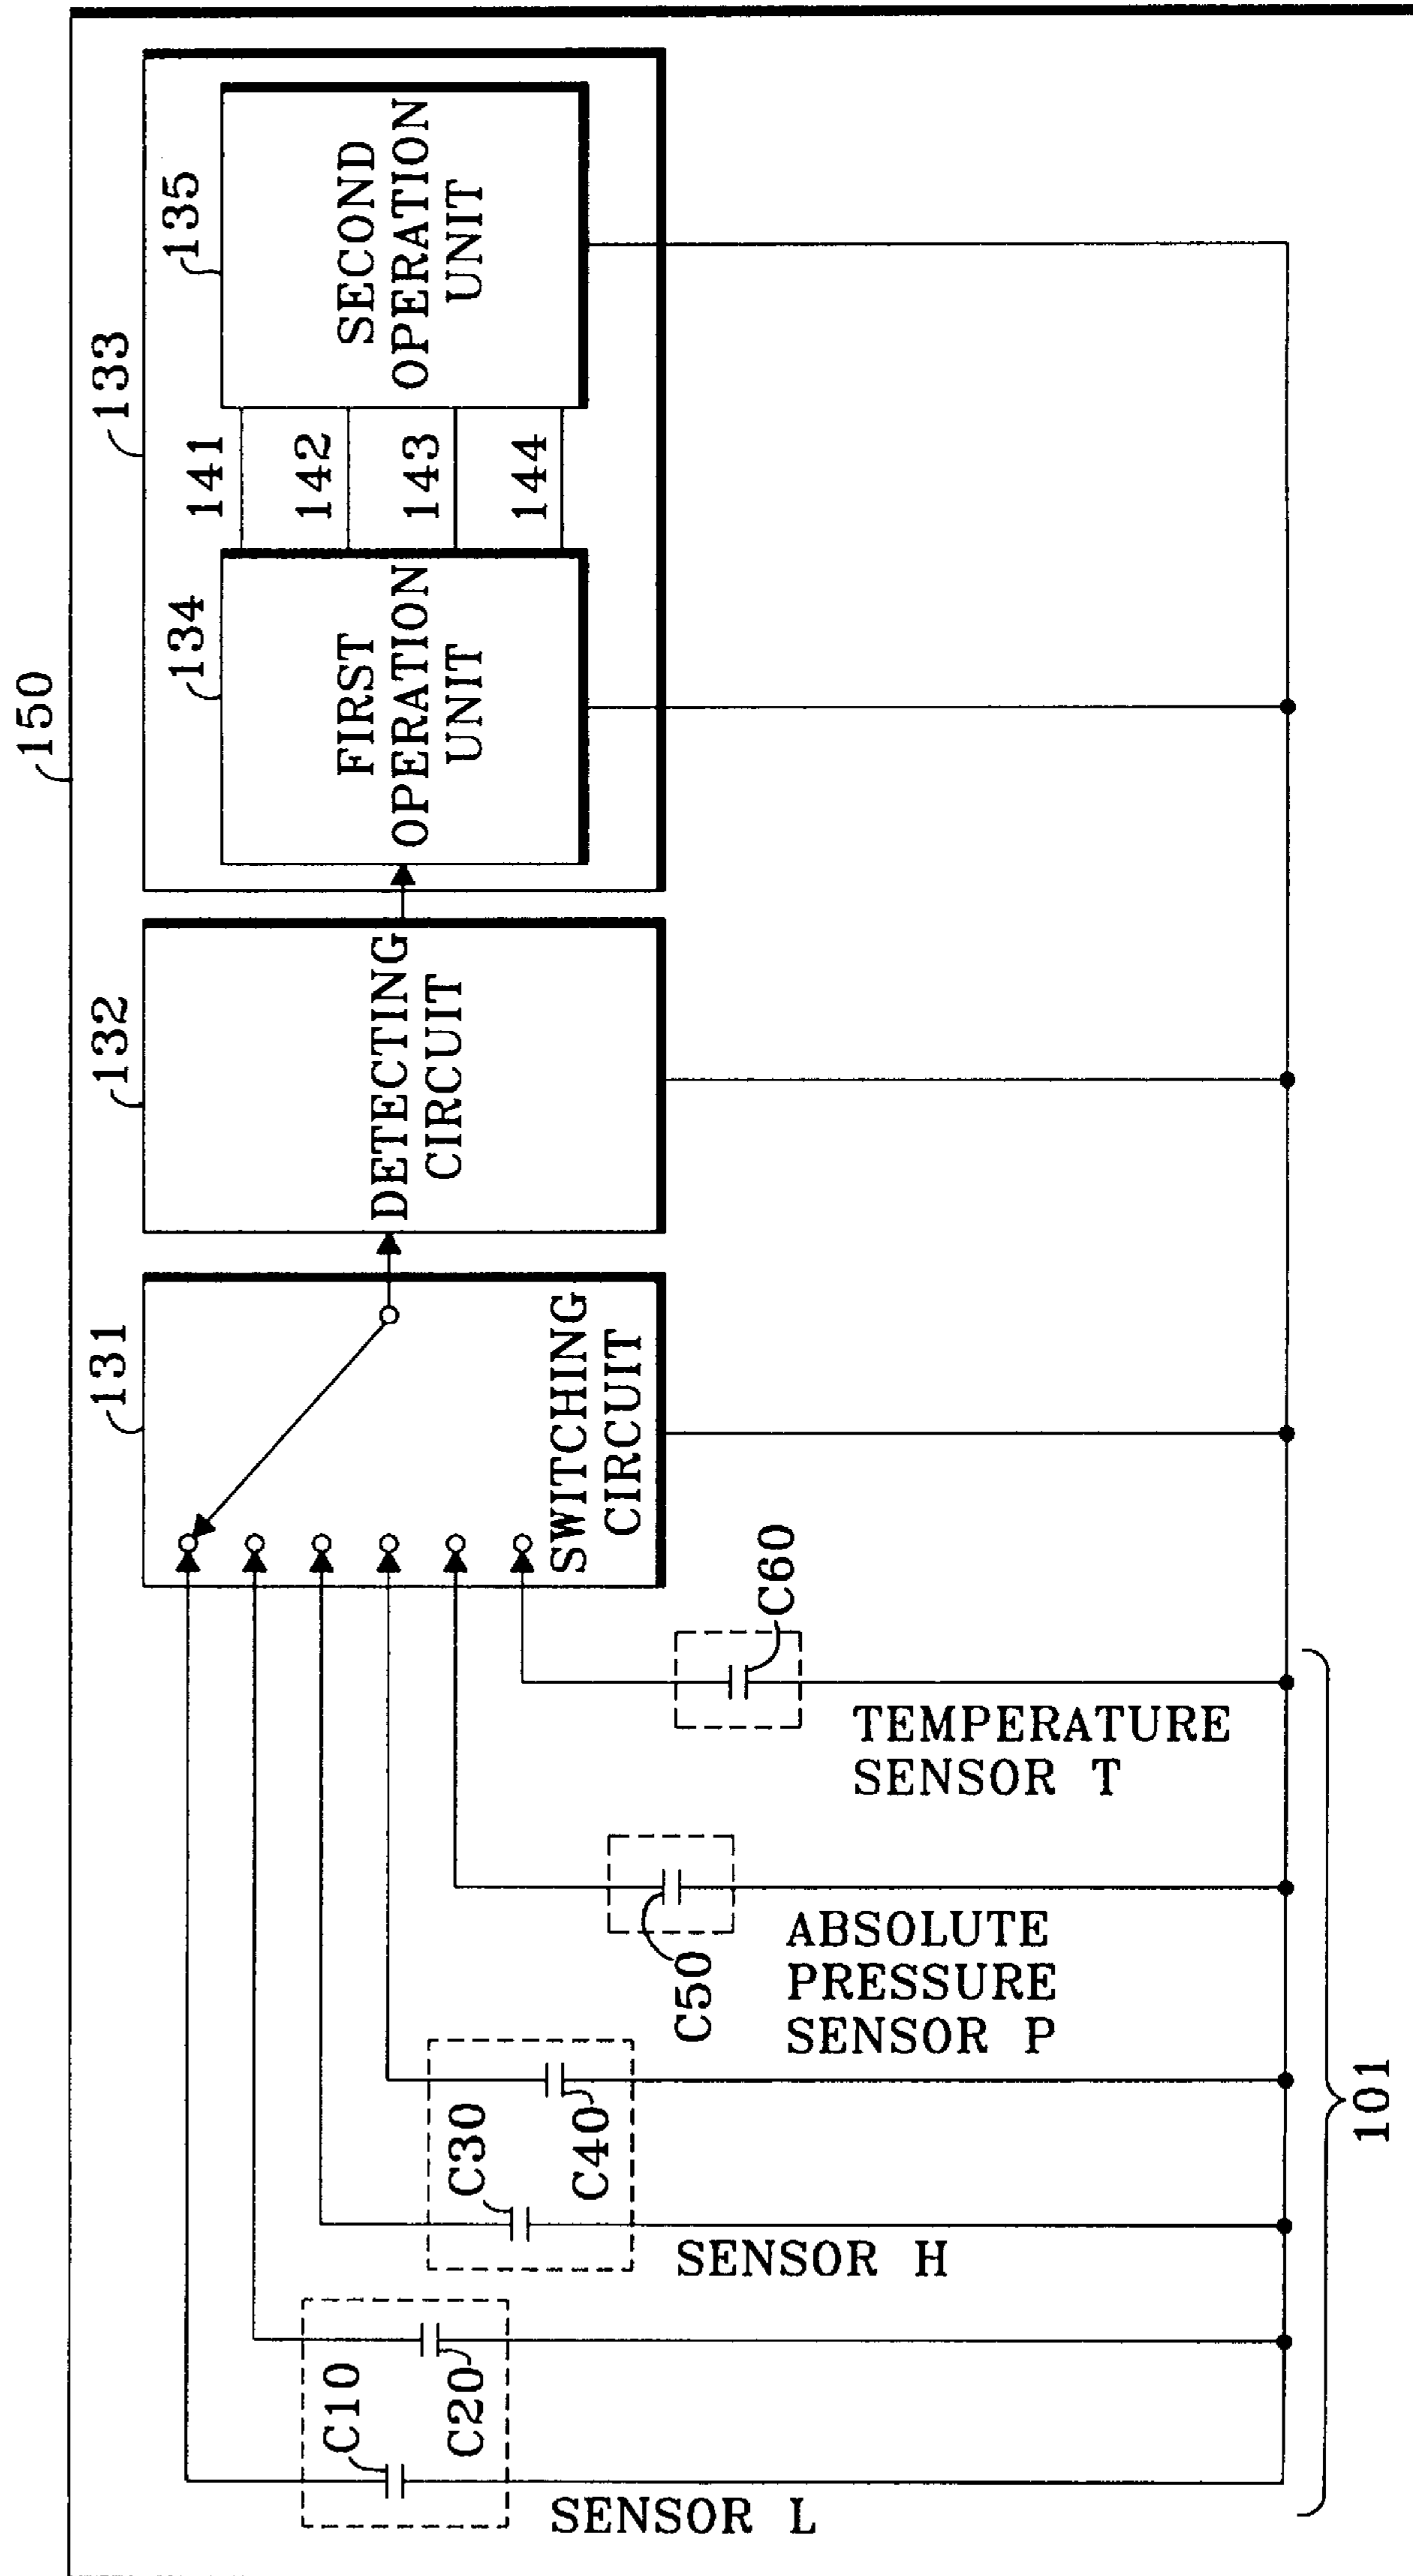 150
133
131
132
134
135
141
142
143
144
SWITCHING
CIRCUIT
DETECTING
CIRCUIT
FIRST
OPERATION
UNIT
SECOND
OPERATION
UNIT
C10
C20
SENSOR L
C30
C40
SENSOR H
C50
ABSOLUTE
PRESSURE
SENSOR P
C60
TEMPERATURE
SENSOR T
101